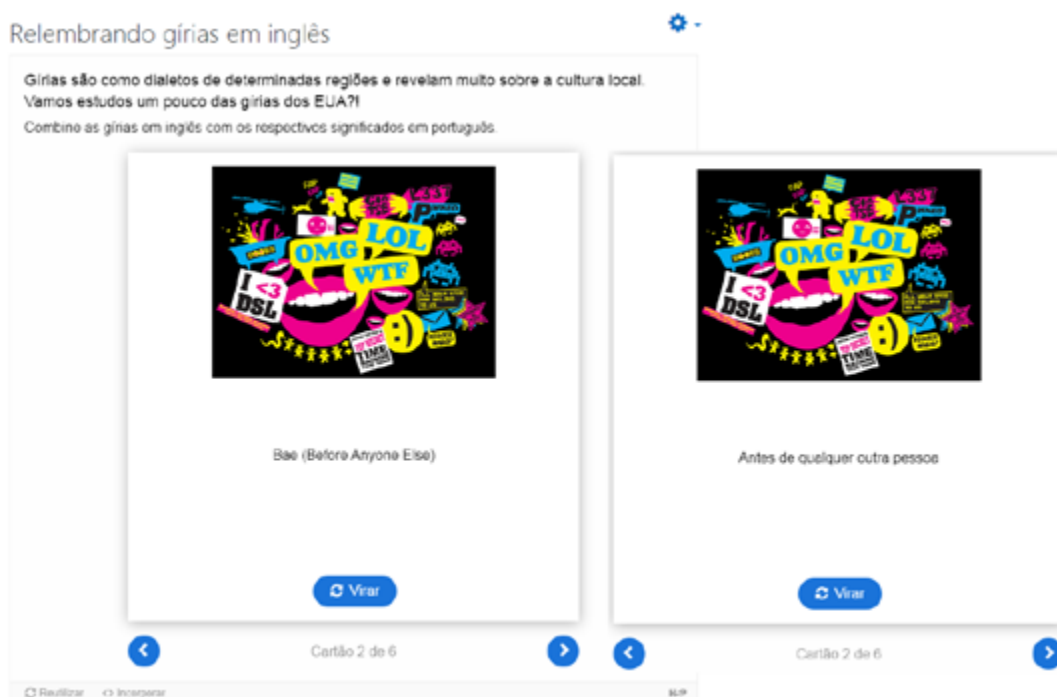 Relembrando gírias em inglês
Gírias são como dialetos de determinadas regiões e revelam muito sobre a cultura local.
Vamos estudos um pouco das gírias dos EUA?!
Combine as gírias em inglês com os respectivos significados em português.
OMG
LOL
WTF
I <3
DSL
TIME
Bae (Before Anyone Else)
Virar
Cartão 2 de 6
Reutilizar <> Incorporar
H-P
OMG
LOL
WTF
I <3
DSL
TIME
Antes de qualquer outra pessoa
Virar
Cartão 2 de 6